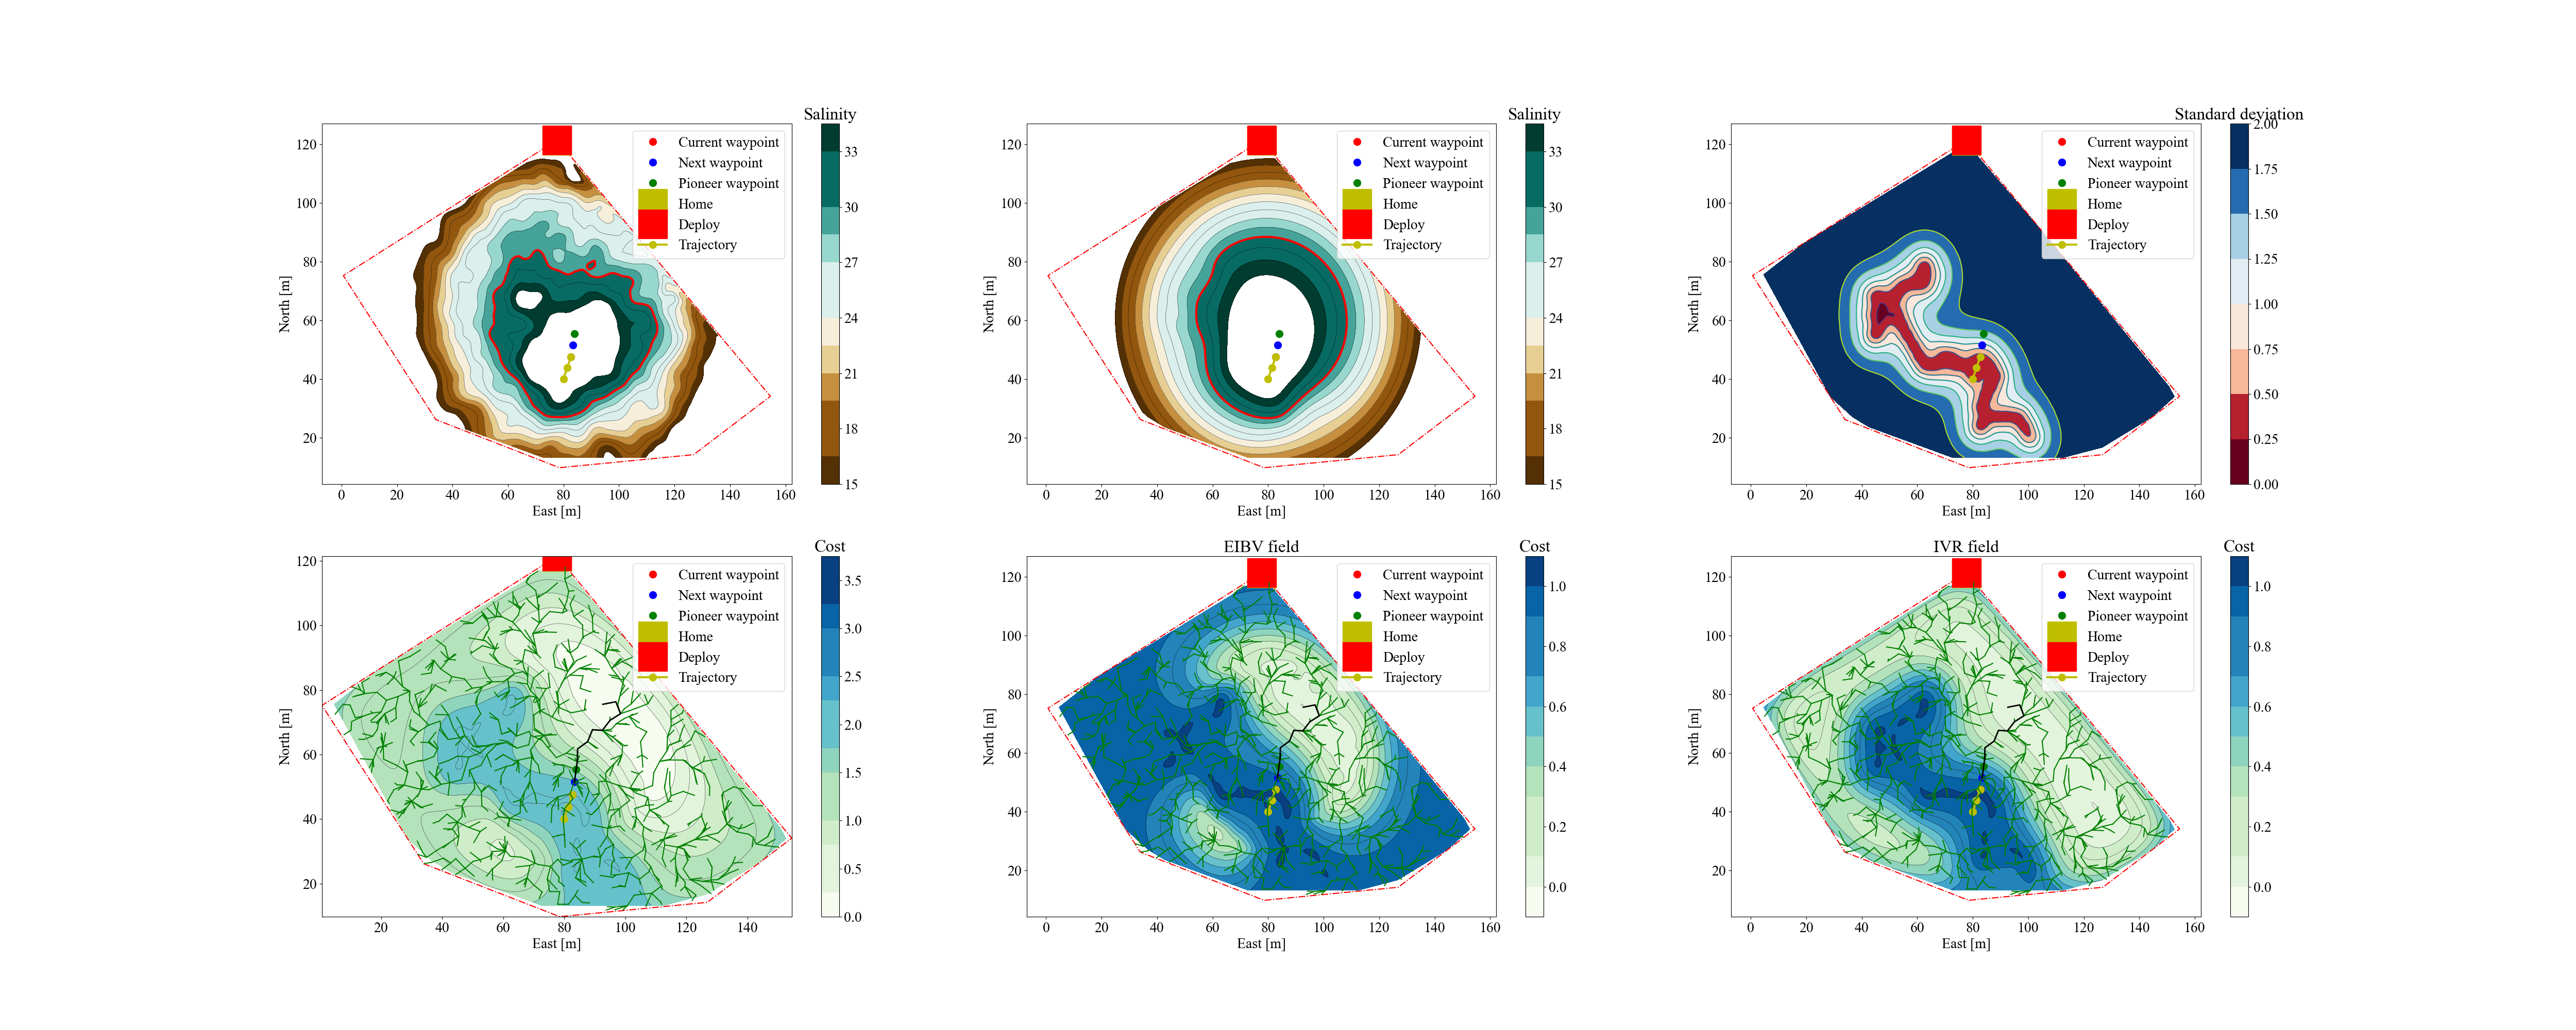 Salinity
Current waypoint
Next waypoint
Pioneer waypoint
Home
Deploy
Trajectory
120
100
80
60
40
20
North [m]
0 20 40 60 80 100 120 140 160
East [m]
33
30
27
24
21
18
15
Salinity
Current waypoint
Next waypoint
Pioneer waypoint
Home
Deploy
Trajectory
120
100
80
60
40
20
North [m]
0 20 40 60 80 100 120 140 160
East [m]
33
30
27
24
21
18
15
Standard deviation
Current waypoint
Next waypoint
Pioneer waypoint
Home
Deploy
Trajectory
120
100
80
60
40
20
North [m]
0 20 40 60 80 100 120 140 160
East [m]
2.00
1.75
1.50
1.25
1.00
0.75
0.50
0.25
0.00
Cost
Current waypoint
Next waypoint
Pioneer waypoint
Home
Deploy
Trajectory
120
100
80
60
40
20
North [m]
20 40 60 80 100 120 140
East [m]
3.5
3.0
2.5
2.0
1.5
1.0
0.5
0.0
EIBV field
Cost
Current waypoint
Next waypoint
Pioneer waypoint
Home
Deploy
Trajectory
120
100
80
60
40
20
North [m]
0 20 40 60 80 100 120 140 160
East [m]
1.0
0.8
0.6
0.4
0.2
0.0
IVR field
Cost
Current waypoint
Next waypoint
Pioneer waypoint
Home
Deploy
Trajectory
120
100
80
60
40
20
North [m]
0 20 40 60 80 100 120 140 160
East [m]
1.0
0.8
0.6
0.4
0.2
0.0